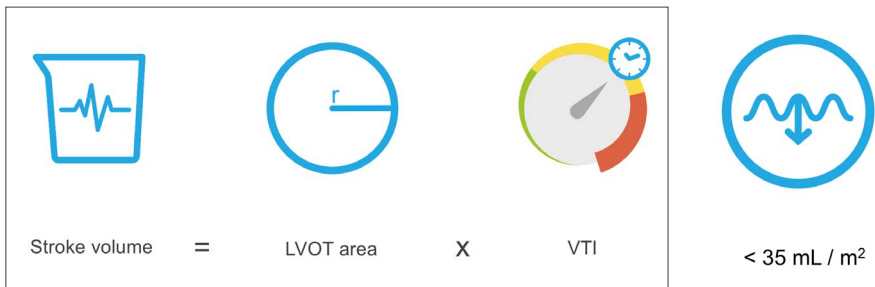 r
Stroke volume = LVOT area x VTI
< 35 mL / m²